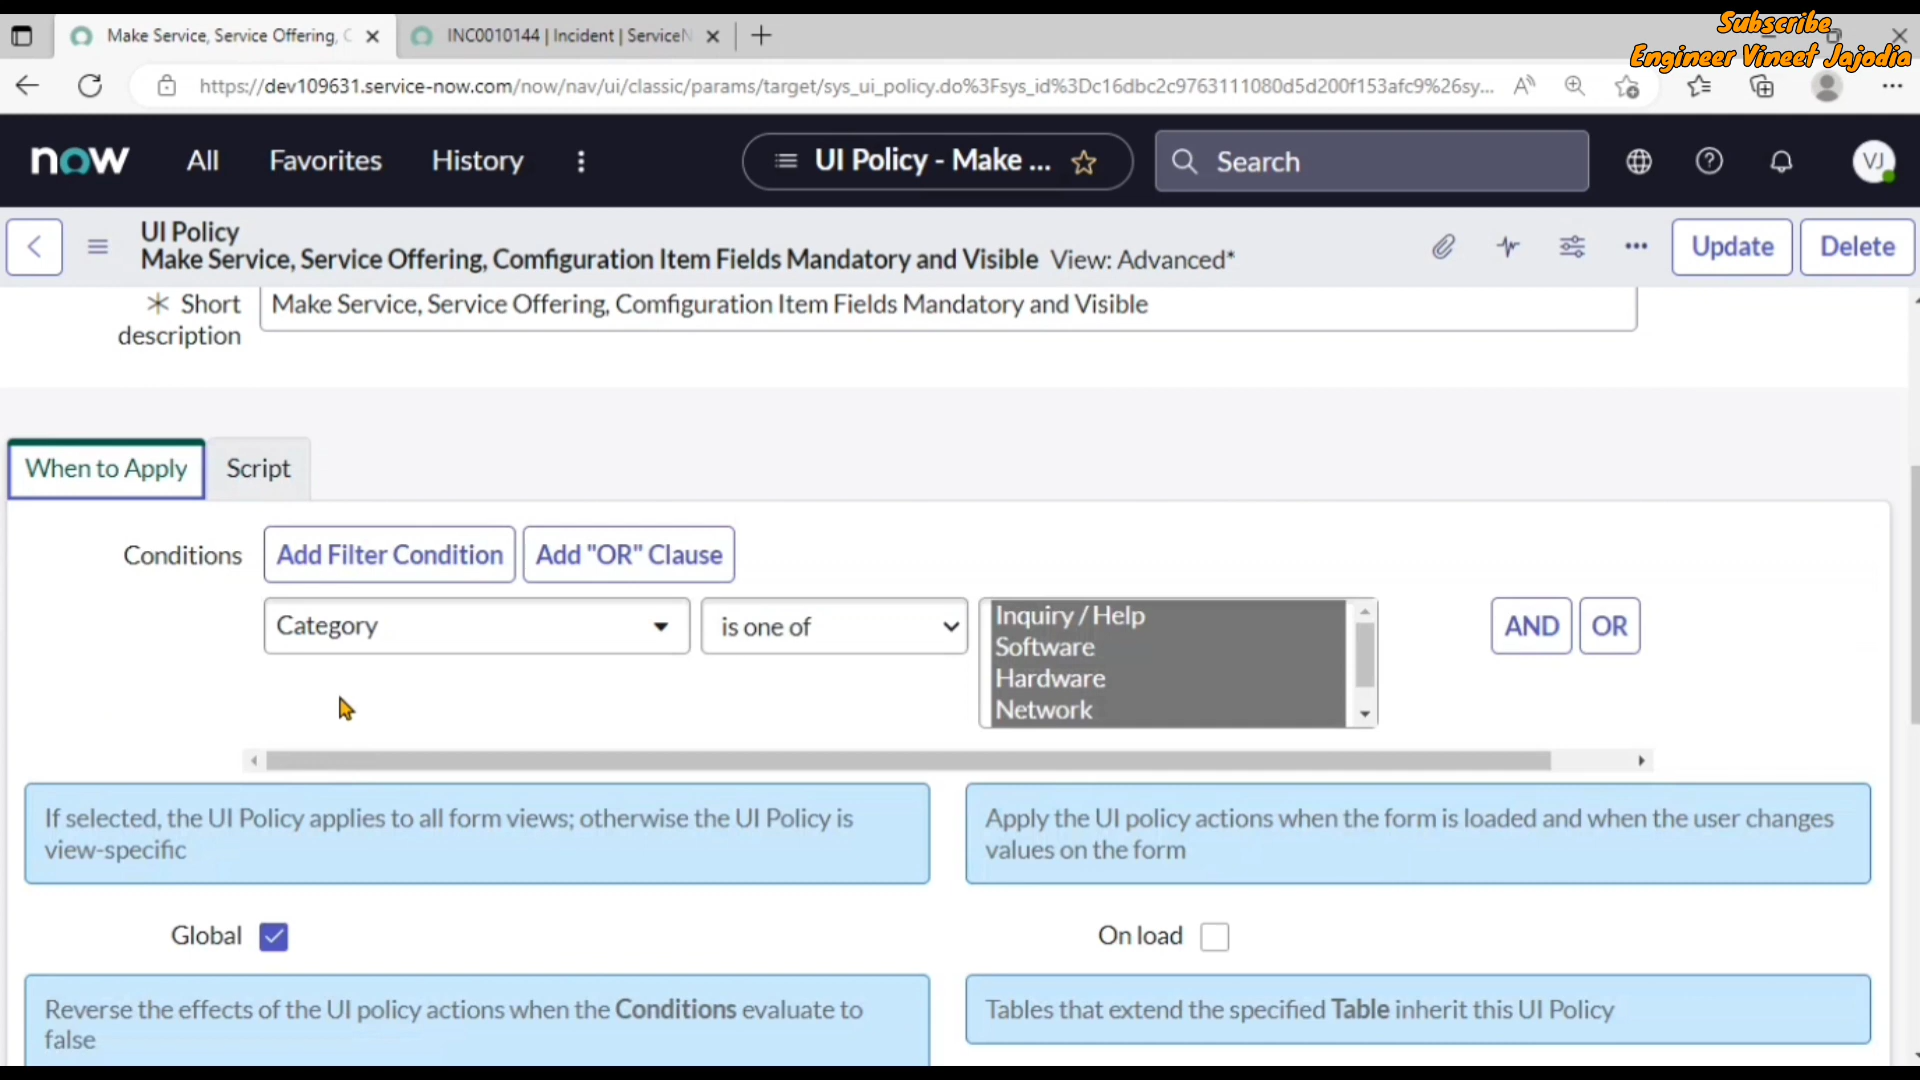 Subscribe
Engineer Vineet Jajodia
Make Service, Service Offering, C
INC0010144 | Incident | ServiceN
https://dev109631.service-now.com/now/nav/ui/classic/params/target/sys_ui_policy.do%3Fsys_id%3Dc16dbc2c9763111080d5d200f153afc9%26sy...
now
All
Favorites
History
UI Policy - Make ...
Search
VJ
UI Policy
Make Service, Service Offering, Comfiguration Item Fields Mandatory and Visible View: Advanced*
Update
Delete
Short
description
Make Service, Service Offering, Comfiguration Item Fields Mandatory and Visible
When to Apply
Script
Conditions
Add Filter Condition
Add "OR" Clause
Category
is one of
Inquiry / Help
Software
Hardware
Network
AND
OR
If selected, the UI Policy applies to all form views; otherwise the UI Policy is
view-specific
Apply the UI policy actions when the form is loaded and when the user changes
values on the form
Global
On load
Reverse the effects of the UI policy actions when the Conditions evaluate to
false
Tables that extend the specified Table inherit this UI Policy